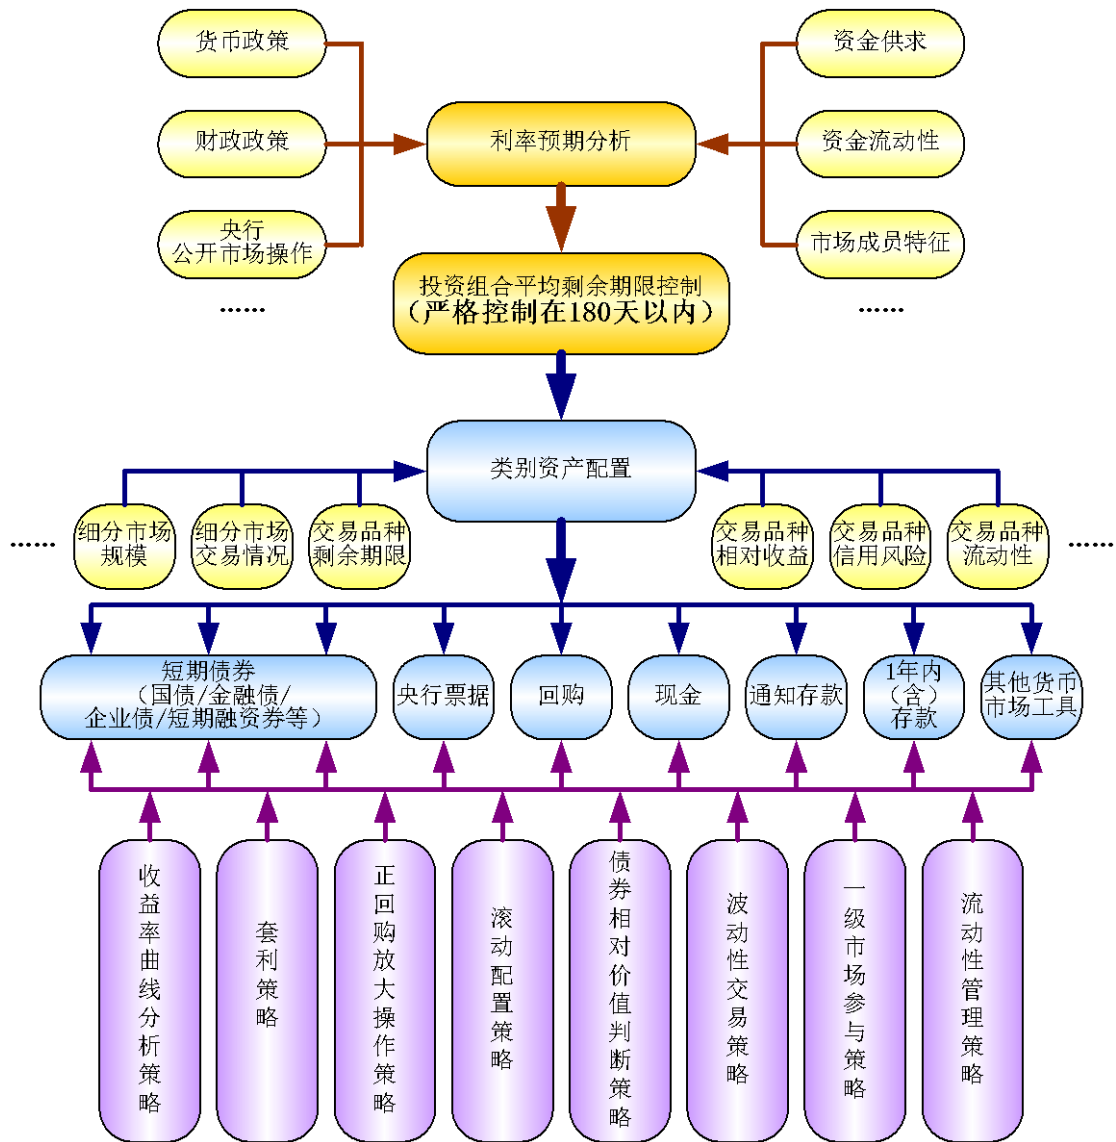 货币政策
资金供求
财政政策
利率预期分析
资金流动性
央行
公开市场操作
市场成员特征
……
投资组合平均剩余期限控制
（严格控制在180天以内）
……
类别资产配置
……
细分市场
规模
细分市场
交易情况
交易品种
剩余期限
交易品种
相对收益
交易品种
信用风险
交易品种
流动性
……
短期债券
（国债/金融债/
企业债/短期融资券等）
央行票据
回购
现金
通知存款
1年内
（含）
存款
其他货币
市场工具
收益率曲线分析策略
套利策略
正回购放大操作策略
滚动配置策略
债券相对价值判断策略
波动性交易策略
一级市场参与策略
流动性管理策略